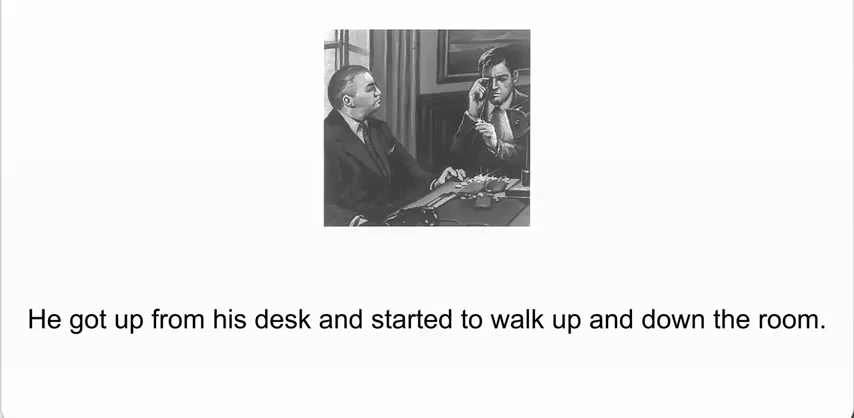 He got up from his desk and started to walk up and down the room.